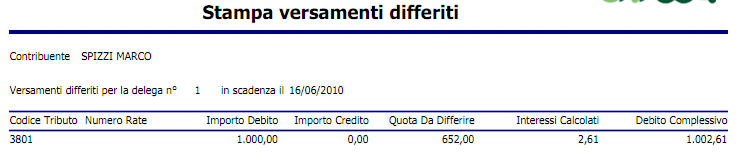 Stampa versamenti differiti
Contribuente SPIZZI MARCO
Versamenti differiti per la delega n° 1 in scadenza il 16/06/2010
Codice Tributo Numero Rate Importo Debito Importo Credito Quota Da Differire Interessi Calcolati Debito Complessivo
3801 1.000,00 0,00 652,00 2,61 1.002,61